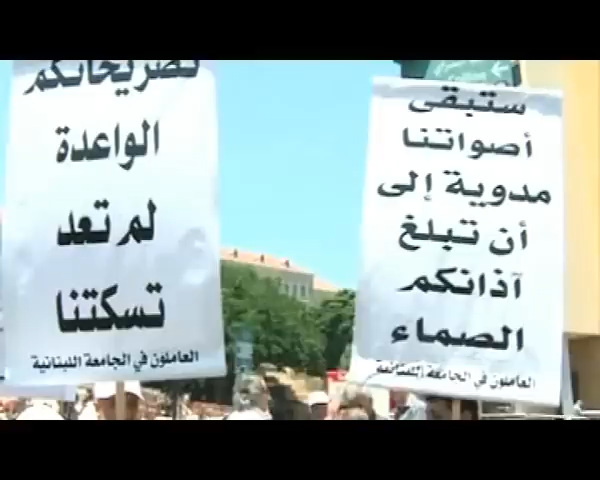 ستبقى
أصواتنا
مدوية إلى
أن تبلغ
آذانكم
الصماء
العاملون في الجامعة اللبنانية
تصريحاتكم
الواعدة
لم تعد
تسكتنا
العاملون في الجامعة اللبنانية